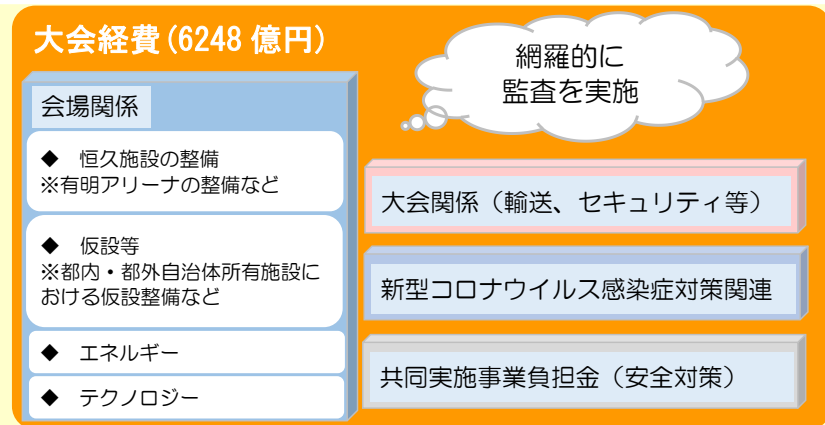 大会経費(6248 億円)
網羅的に
監査を実施
会場関係
◆ 恒久施設の整備
※有明アリーナの整備など
◆ 仮設等
※都内・都外自治体所有施設に
おける仮設整備など
◆ エネルギー
◆ テクノロジー
大会関係（輸送、セキュリティ等）
新型コロナウイルス感染症対策関連
共同実施事業負担金（安全対策）